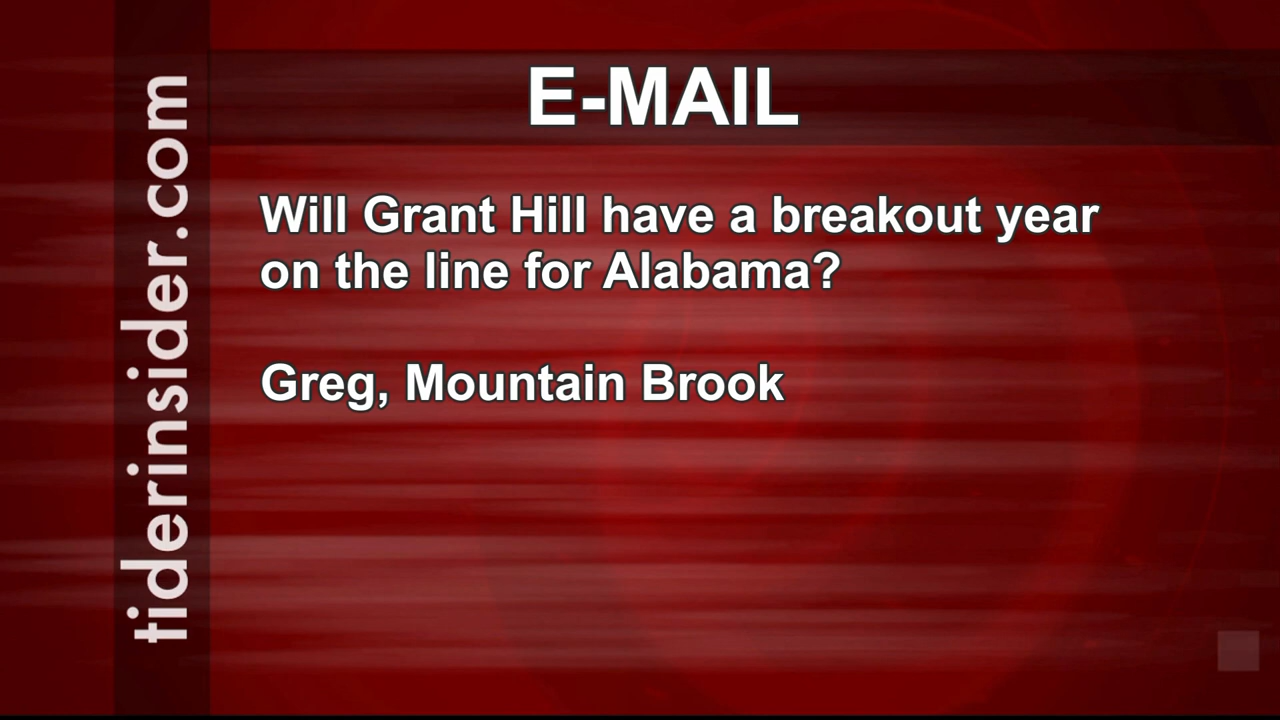 E-MAIL
Will Grant Hill have a breakout year
on the line for Alabama?
Greg, Mountain Brook
tiderinsider.com